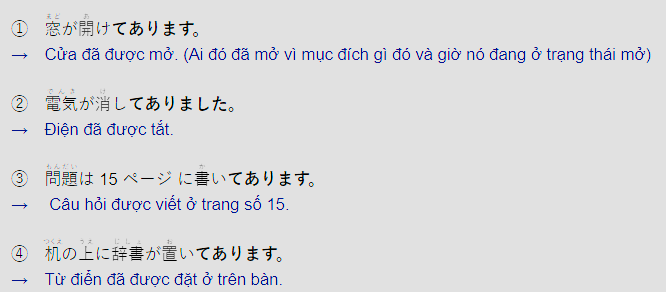 ① 窓が開けてあります。
→ Cửa đã được mở. (Ai đó đã mở vì mục đích gì đó và giờ nó đang ở trạng thái mở)
② 電気が消してありました。
→ Điện đã được tắt.
③ 問題は 15 ページ に書いてあります。
→ Câu hỏi được viết ở trang số 15.
④ 机の上に辞書が置いてあります。
→ Từ điển đã được đặt ở trên bàn.